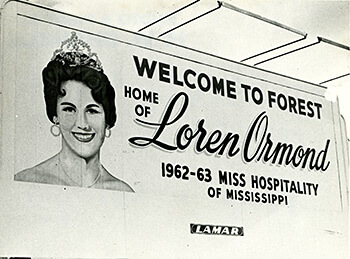 WELCOME TO FOREST
HOME
OF
Loren Ormond
1962-63 MISS HOSPITALITY
OF MISSISSIPPI
LAMAR